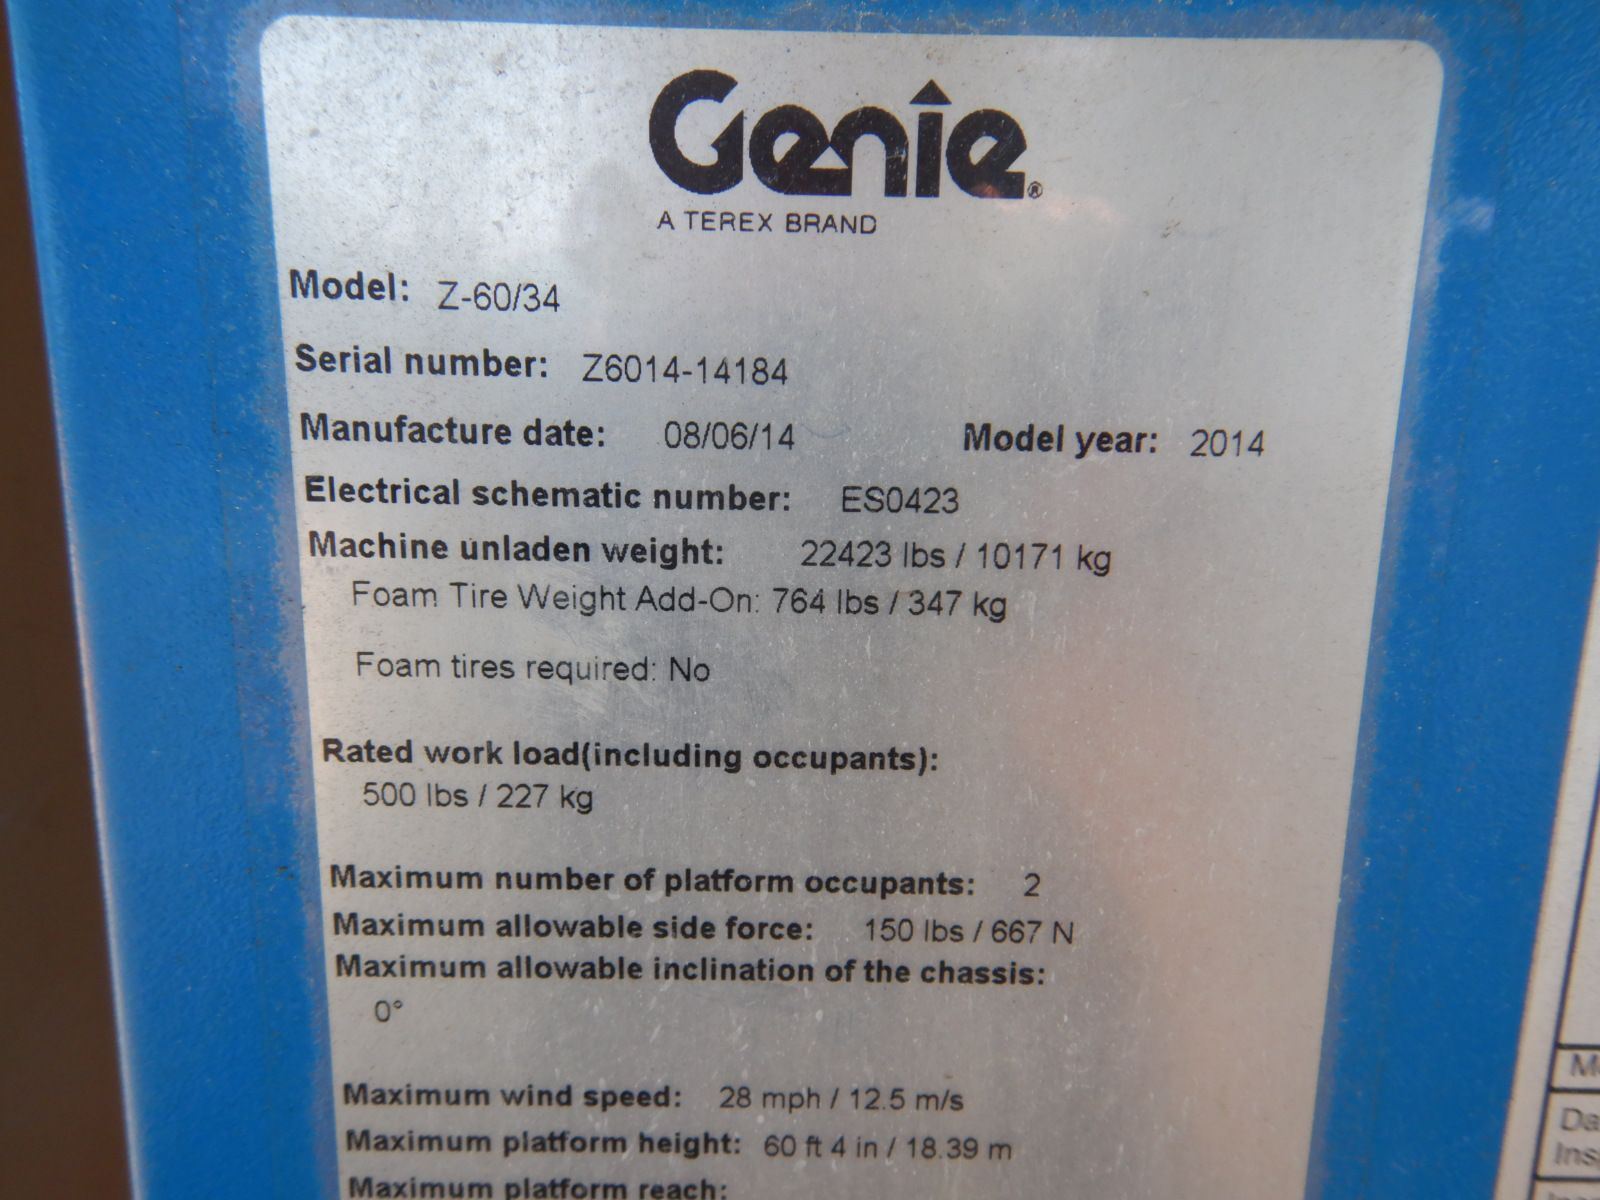 Genie®
A TEREX BRAND
Model: Z-60/34
Serial number: Z6014-14184
Manufacture date: 08/06/14 Model year: 2014
Electrical schematic number: ES0423
Machine unladen weight: 22423 lbs / 10171 kg
Foam Tire Weight Add-On: 764 lbs / 347 kg
Foam tires required: No
Rated work load(including occupants):
500 lbs / 227 kg
Maximum number of platform occupants: 2
Maximum allowable side force: 150 lbs / 667 N
Maximum allowable inclination of the chassis:
0°
Maximum wind speed: 28 mph / 12.5 m/s
Maximum platform height: 60 ft 4 in / 18.39 m
Maximum platform reach: